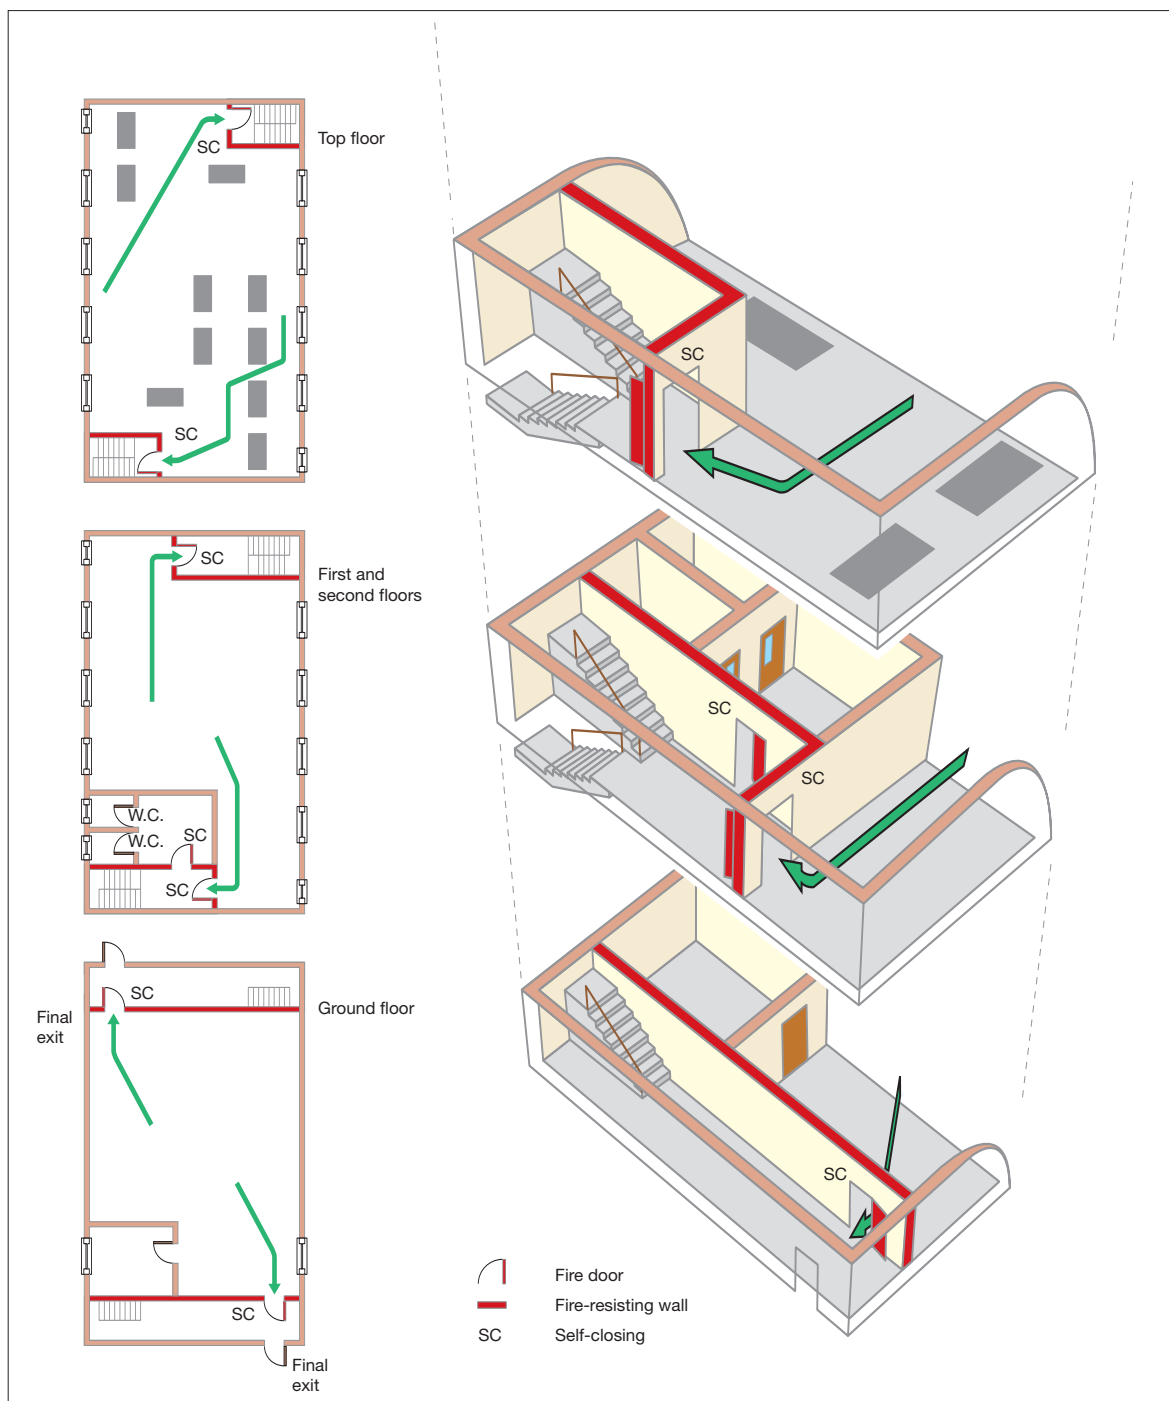 SC
Top floor
SC
SC
First and
second floors
W.C.
W.C.
SC
SC
SC
Final
exit
Ground floor
SC
Final
exit
SC
SC
SC
SC
Fire door
Fire-resisting wall
SC
Self-closing